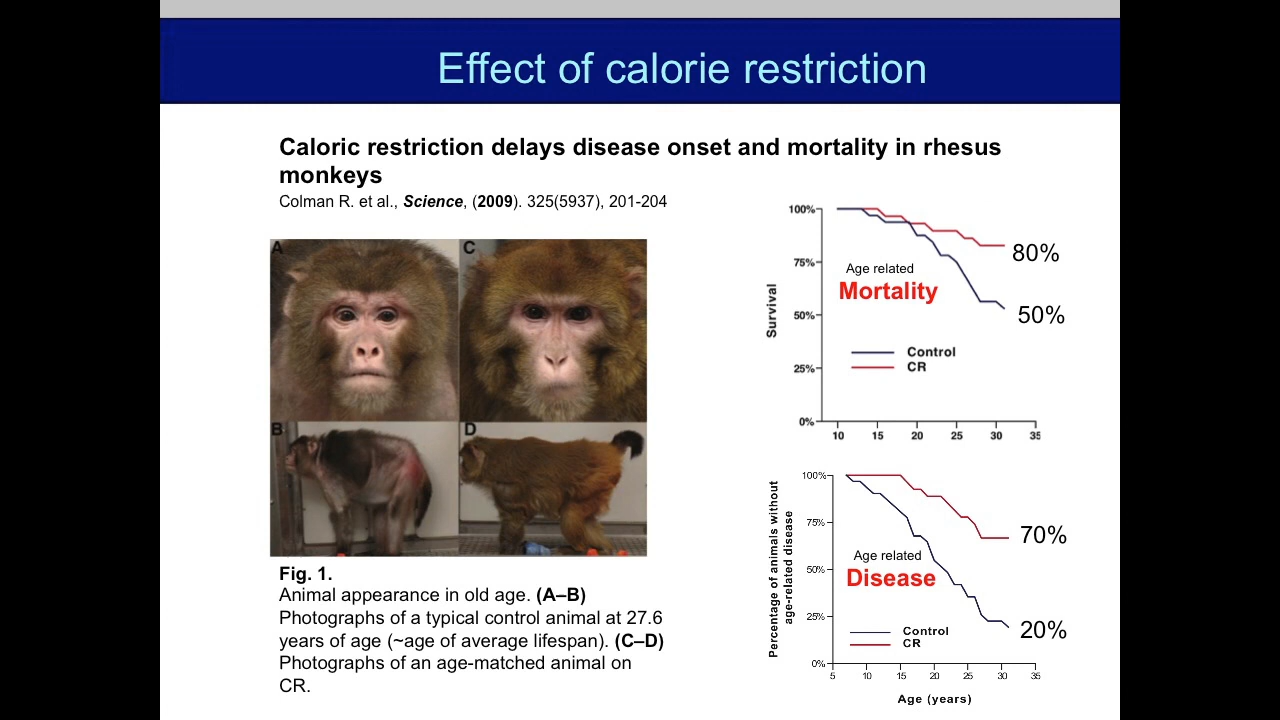 Effect of calorie restriction
Caloric restriction delays disease onset and mortality in rhesus
monkeys
Colman R. et al., Science, (2009). 325(5937), 201-204
A
C
B
D
Fig. 1.
Animal appearance in old age. (A–B)
Photographs of a typical control animal at 27.6
years of age (~age of average lifespan). (C–D)
Photographs of an age-matched animal on
CR.
Survival
100%
75%
50%
25%
0%
Age related
Mortality
80%
50%
Control
CR
10 15 20 25 30 35
Percentage of animals without
age-related disease
100%
75%
50%
25%
0%
Age related
Disease
70%
20%
Control
CR
5 10 15 20 25 30 35
Age (years)